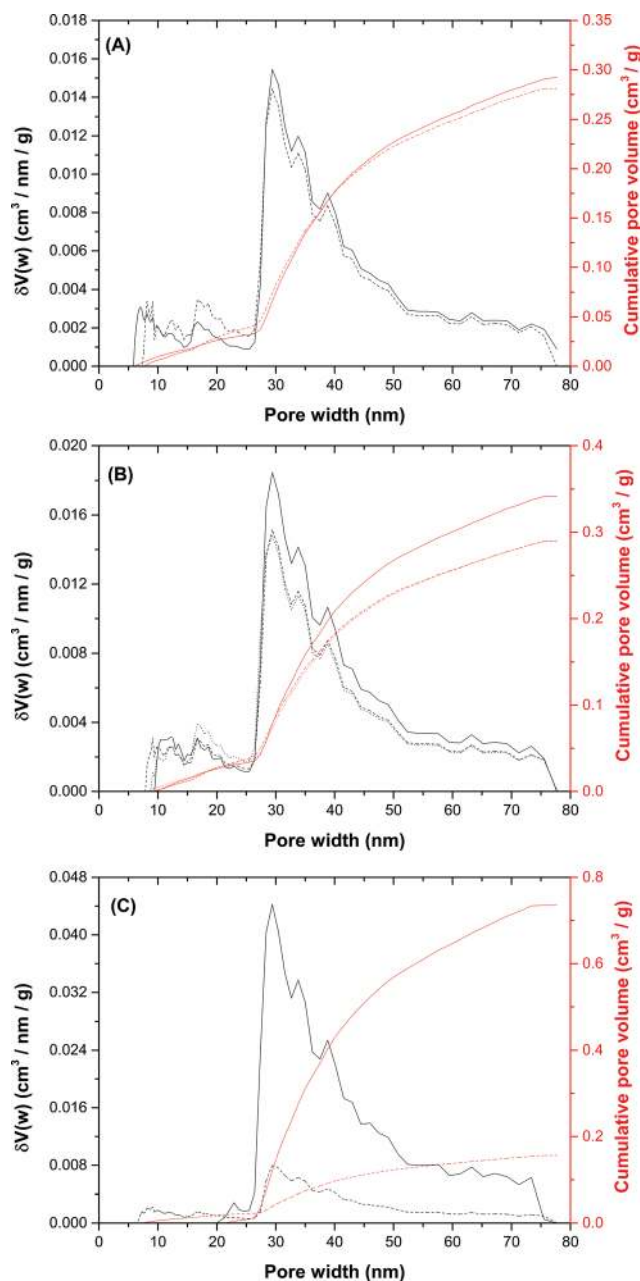 (A)
0.018
0.016
0.014
0.012
0.010
0.008
0.006
0.004
0.002
0.000
δV(w) (cm³ / nm / g)
0.35
0.30
0.25
0.20
0.15
0.10
0.05
0.00
Cumulative pore volume (cm³ / g)
0 10 20 30 40 50 60 70 80
Pore width (nm)
(B)
0.020
0.016
0.012
0.008
0.004
0.000
δV(w) (cm³ / nm / g)
0.4
0.3
0.2
0.1
0.0
Cumulative pore volume (cm³ / g)
0 10 20 30 40 50 60 70 80
Pore width (nm)
(C)
0.048
0.040
0.032
0.024
0.016
0.008
0.000
δV(w) (cm³ / nm / g)
0.8
0.6
0.4
0.2
0.0
Cumulative pore volume (cm³ / g)
0 10 20 30 40 50 60 70 80
Pore width (nm)